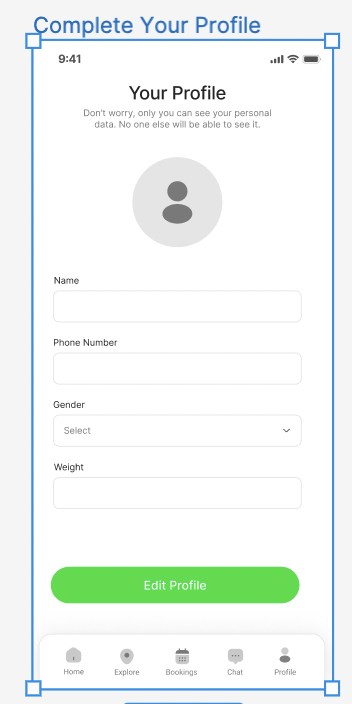 Complete Your Profile
9:41
Your Profile
Don't worry, only you can see your personal
data. No one else will be able to see it.
Name
Phone Number
Gender
Select
Weight
Edit Profile
Home
Explore
Bookings
Chat
Profile